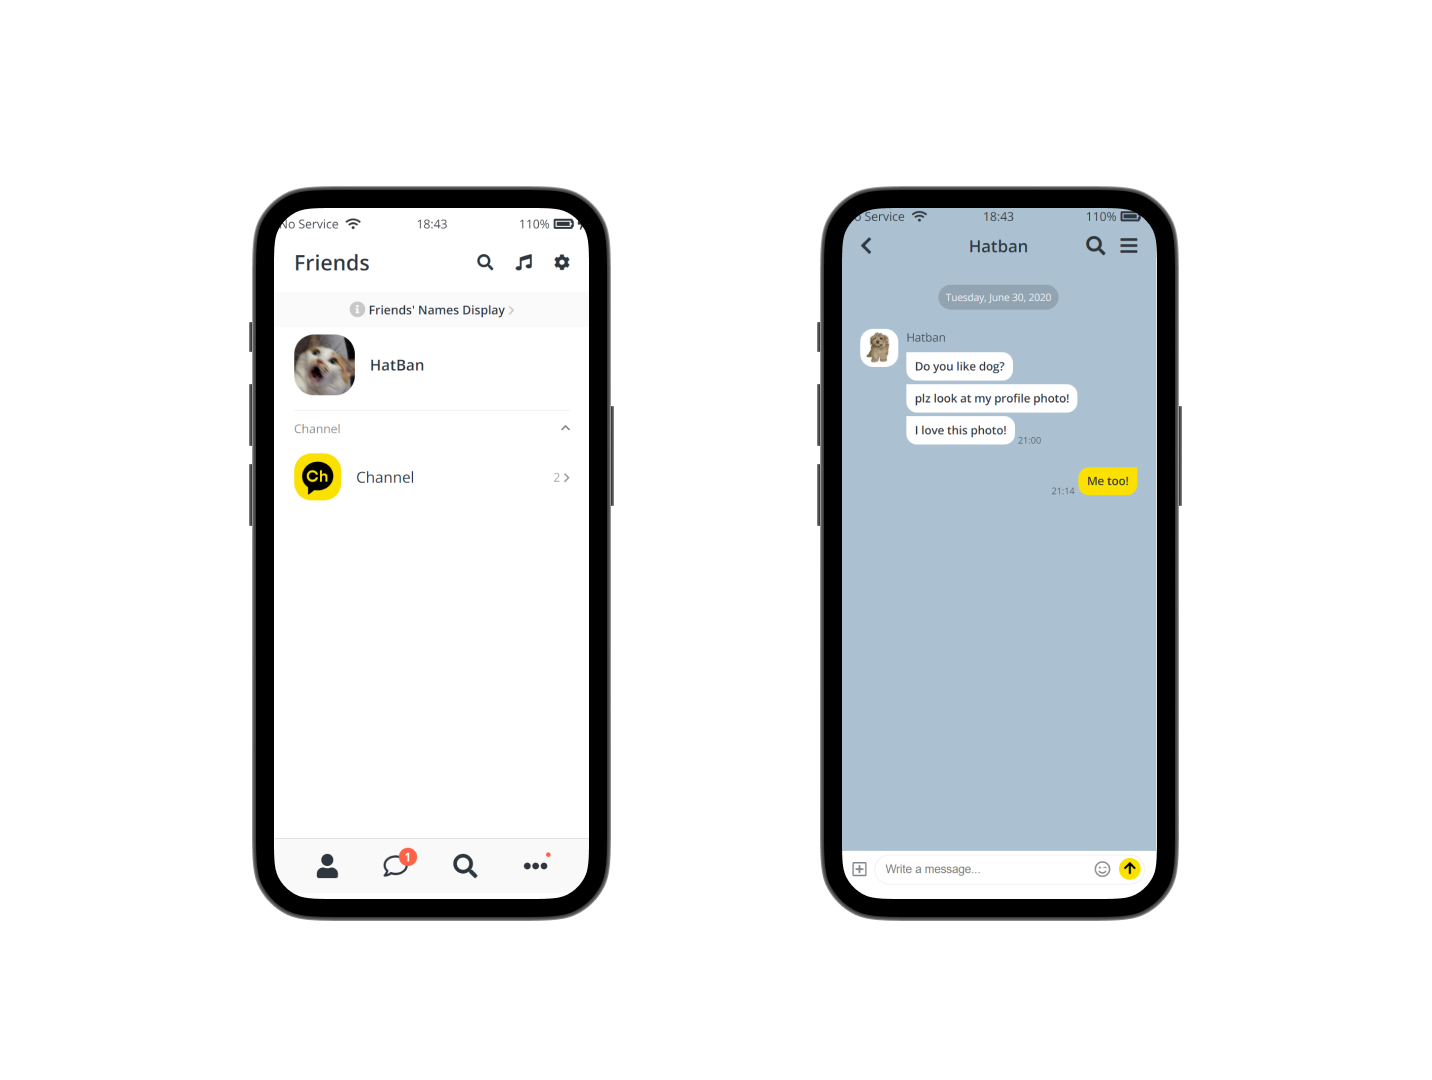 No Service 18:43 110%
Friends
Friends' Names Display
HatBan
Channel
Ch
Channel 2
1
Service 18:43 110%
Hatban
Tuesday, June 30, 2020
Hatban
Do you like dog?
plz look at my profile photo!
I love this photo! 21:00
21:14 Me too!
Write a message...